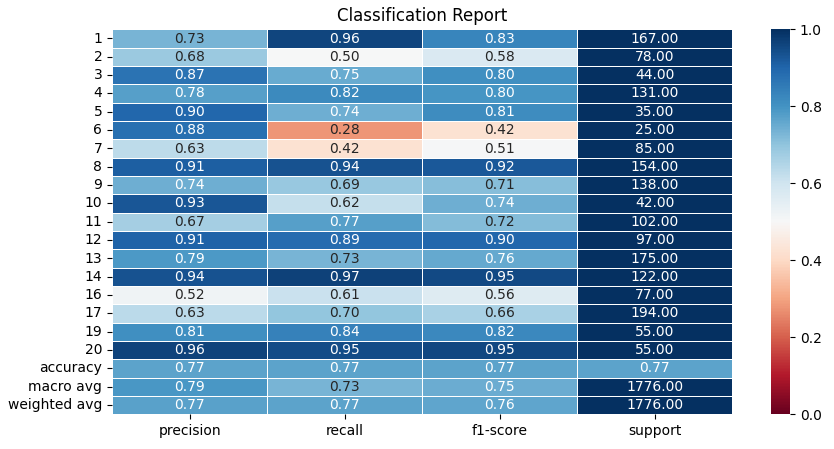 Classification Report
1 0.73 0.96 0.83 167.00
2 0.68 0.50 0.58 78.00
3 0.87 0.75 0.80 44.00
4 0.78 0.82 0.80 131.00
5 0.90 0.74 0.81 35.00
6 0.88 0.28 0.42 25.00
7 0.63 0.42 0.51 85.00
8 0.91 0.94 0.92 154.00
9 0.74 0.69 0.71 138.00
10 0.93 0.62 0.74 42.00
11 0.67 0.77 0.72 102.00
12 0.91 0.89 0.90 97.00
13 0.79 0.73 0.76 175.00
14 0.94 0.97 0.95 122.00
16 0.52 0.61 0.56 77.00
17 0.63 0.70 0.66 194.00
19 0.81 0.84 0.82 55.00
20 0.96 0.95 0.95 55.00
accuracy 0.77 0.77 0.77 0.77
macro avg 0.79 0.73 0.75 1776.00
weighted avg 0.77 0.77 0.76 1776.00
precision recall f1-score support
1.0
0.8
0.6
0.4
0.2
0.0